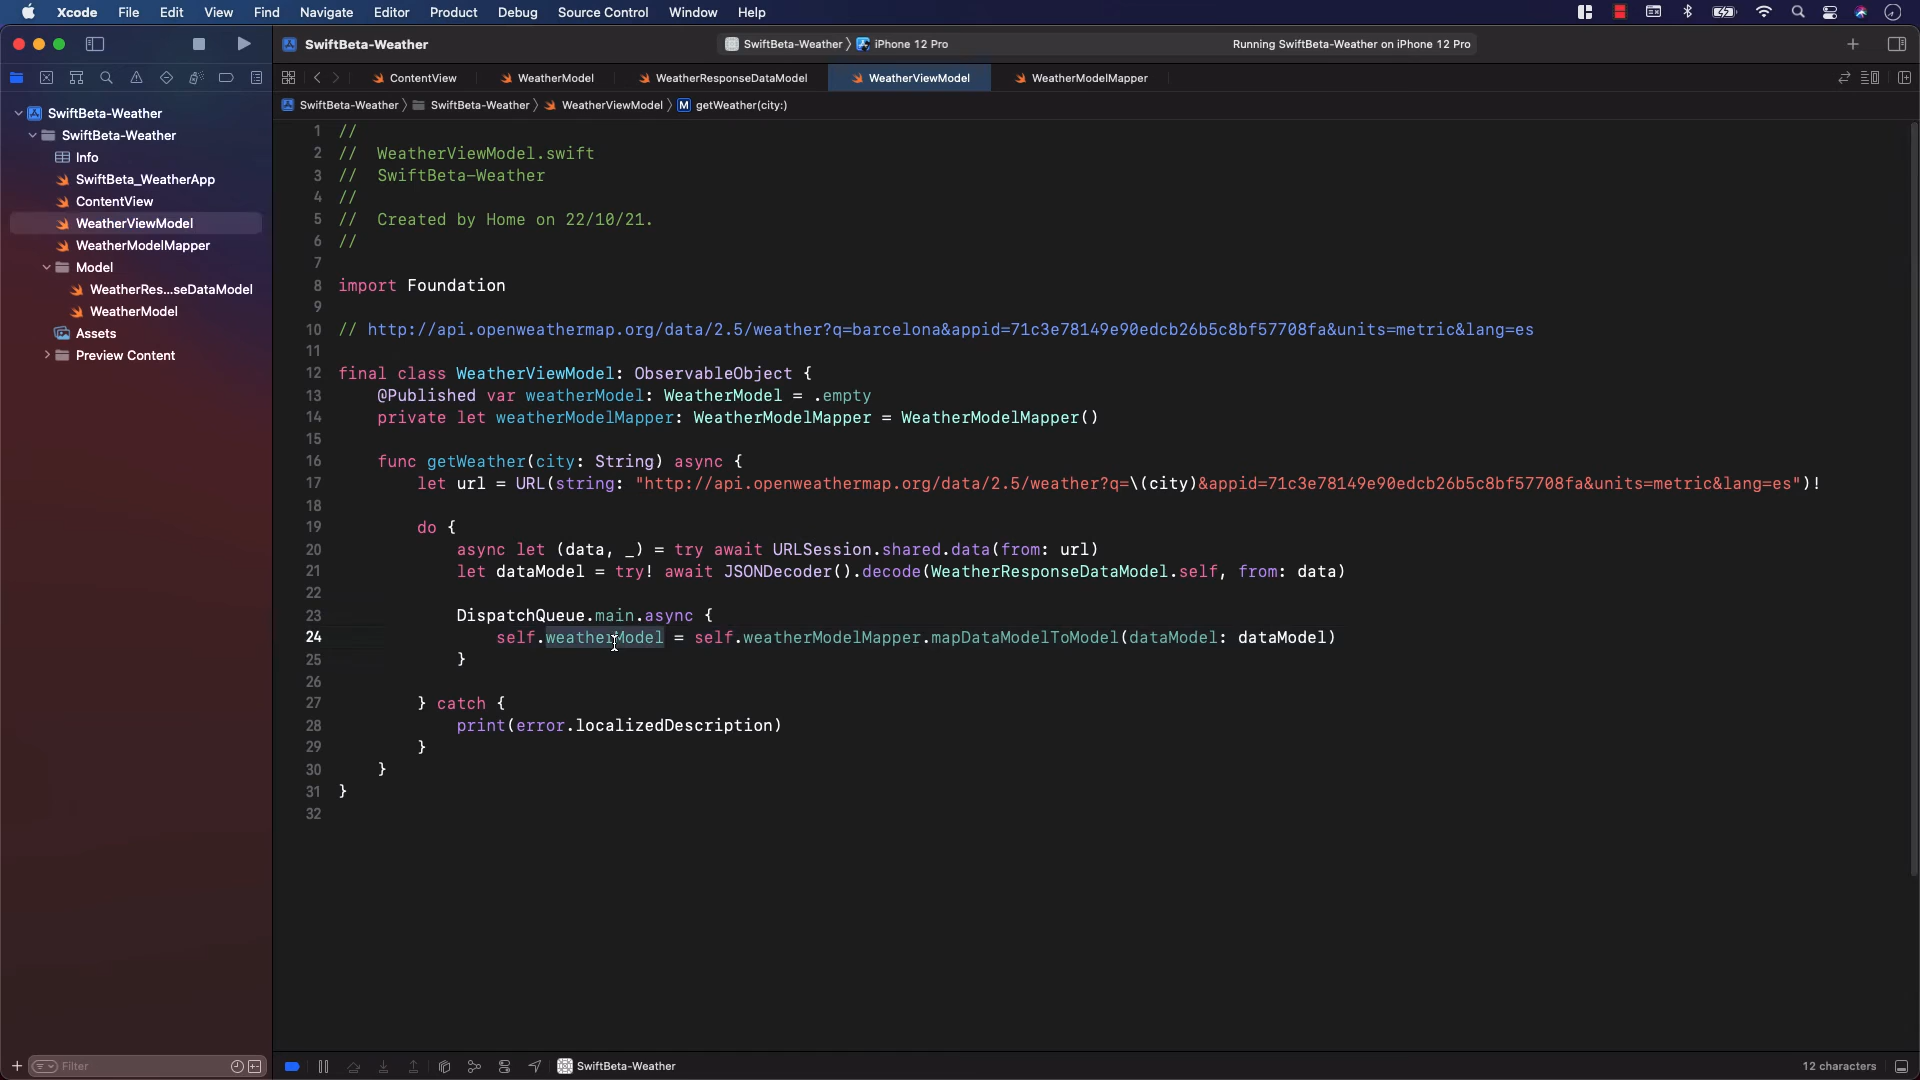 Xcode File Edit View Find Navigate Editor Product Debug Source Control Window Help
SwiftBeta-Weather
SwiftBeta-Weather iPhone 12 Pro
Running SwiftBeta-Weather on iPhone 12 Pro
ContentView
WeatherModel
WeatherResponseDataModel
WeatherViewModel
WeatherModelMapper
SwiftBeta-Weather SwiftBeta-Weather WeatherViewModel M getWeather(city:)
SwiftBeta-Weather
SwiftBeta-Weather
Info
SwiftBeta_WeatherApp
ContentView
WeatherViewModel
WeatherModelMapper
Model
WeatherRes...seDataModel
WeatherModel
Assets
Preview Content
Filter
1 //
2 //  WeatherViewModel.swift
3 //  SwiftBeta-Weather
4 //
5 //  Created by Home on 22/10/21.
6 //
7
8 import Foundation
9
10 // http://api.openweathermap.org/data/2.5/weather?q=barcelona&appid=71c3e78149e90edcb26b5c8bf57708fa&units=metric&lang=es
11
12 final class WeatherViewModel: ObservableObject {
13     @Published var weatherModel: WeatherModel = .empty
14     private let weatherModelMapper: WeatherModelMapper = WeatherModelMapper()
15
16     func getWeather(city: String) async {
17         let url = URL(string: "http://api.openweathermap.org/data/2.5/weather?q=\(city)&appid=71c3e78149e90edcb26b5c8bf57708fa&units=metric&lang=es")!
18
19         do {
20             async let (data, _) = try await URLSession.shared.data(from: url)
21             let dataModel = try! await JSONDecoder().decode(WeatherResponseDataModel.self, from: data)
22
23             DispatchQueue.main.async {
24                 self.weatherModel = self.weatherModelMapper.mapDataModelToModel(dataModel: dataModel)
25             }
26
27         } catch {
28             print(error.localizedDescription)
29         }
30     }
31 }
32
SwiftBeta-Weather
12 characters